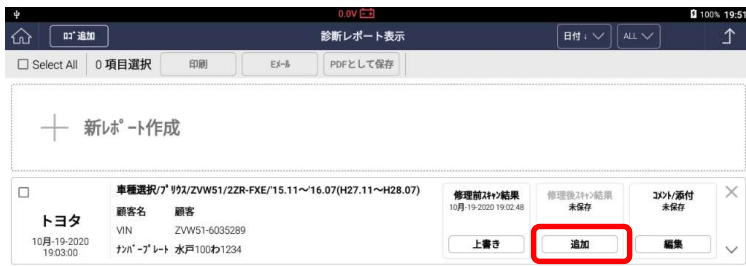 0.0V
100% 19:51
ﾛｺﾞ追加
診断レポート表示
日付↓
ALL
Select All
0 項目選択
印刷
Eﾒｰﾙ
PDFとして保存
新ﾚﾎﾟｰﾄ作成
トヨタ
10月-19-2020
19:03:00
車種選択/ﾌﾟﾘｳｽ/ZVW51/2ZR-FXE/'15.11～'16.07(H27.11～H28.07)
顧客名 顧客
VIN ZVW51-6035289
ﾅﾝﾊﾞｰﾌﾟﾚｰﾄ 水戸100わ1234
修理前ｽｷｬﾝ結果
10月-19-2020 19:02:48
上書き
修理後ｽｷｬﾝ結果
未保存
追加
ｺﾒﾝﾄ/添付
未保存
編集